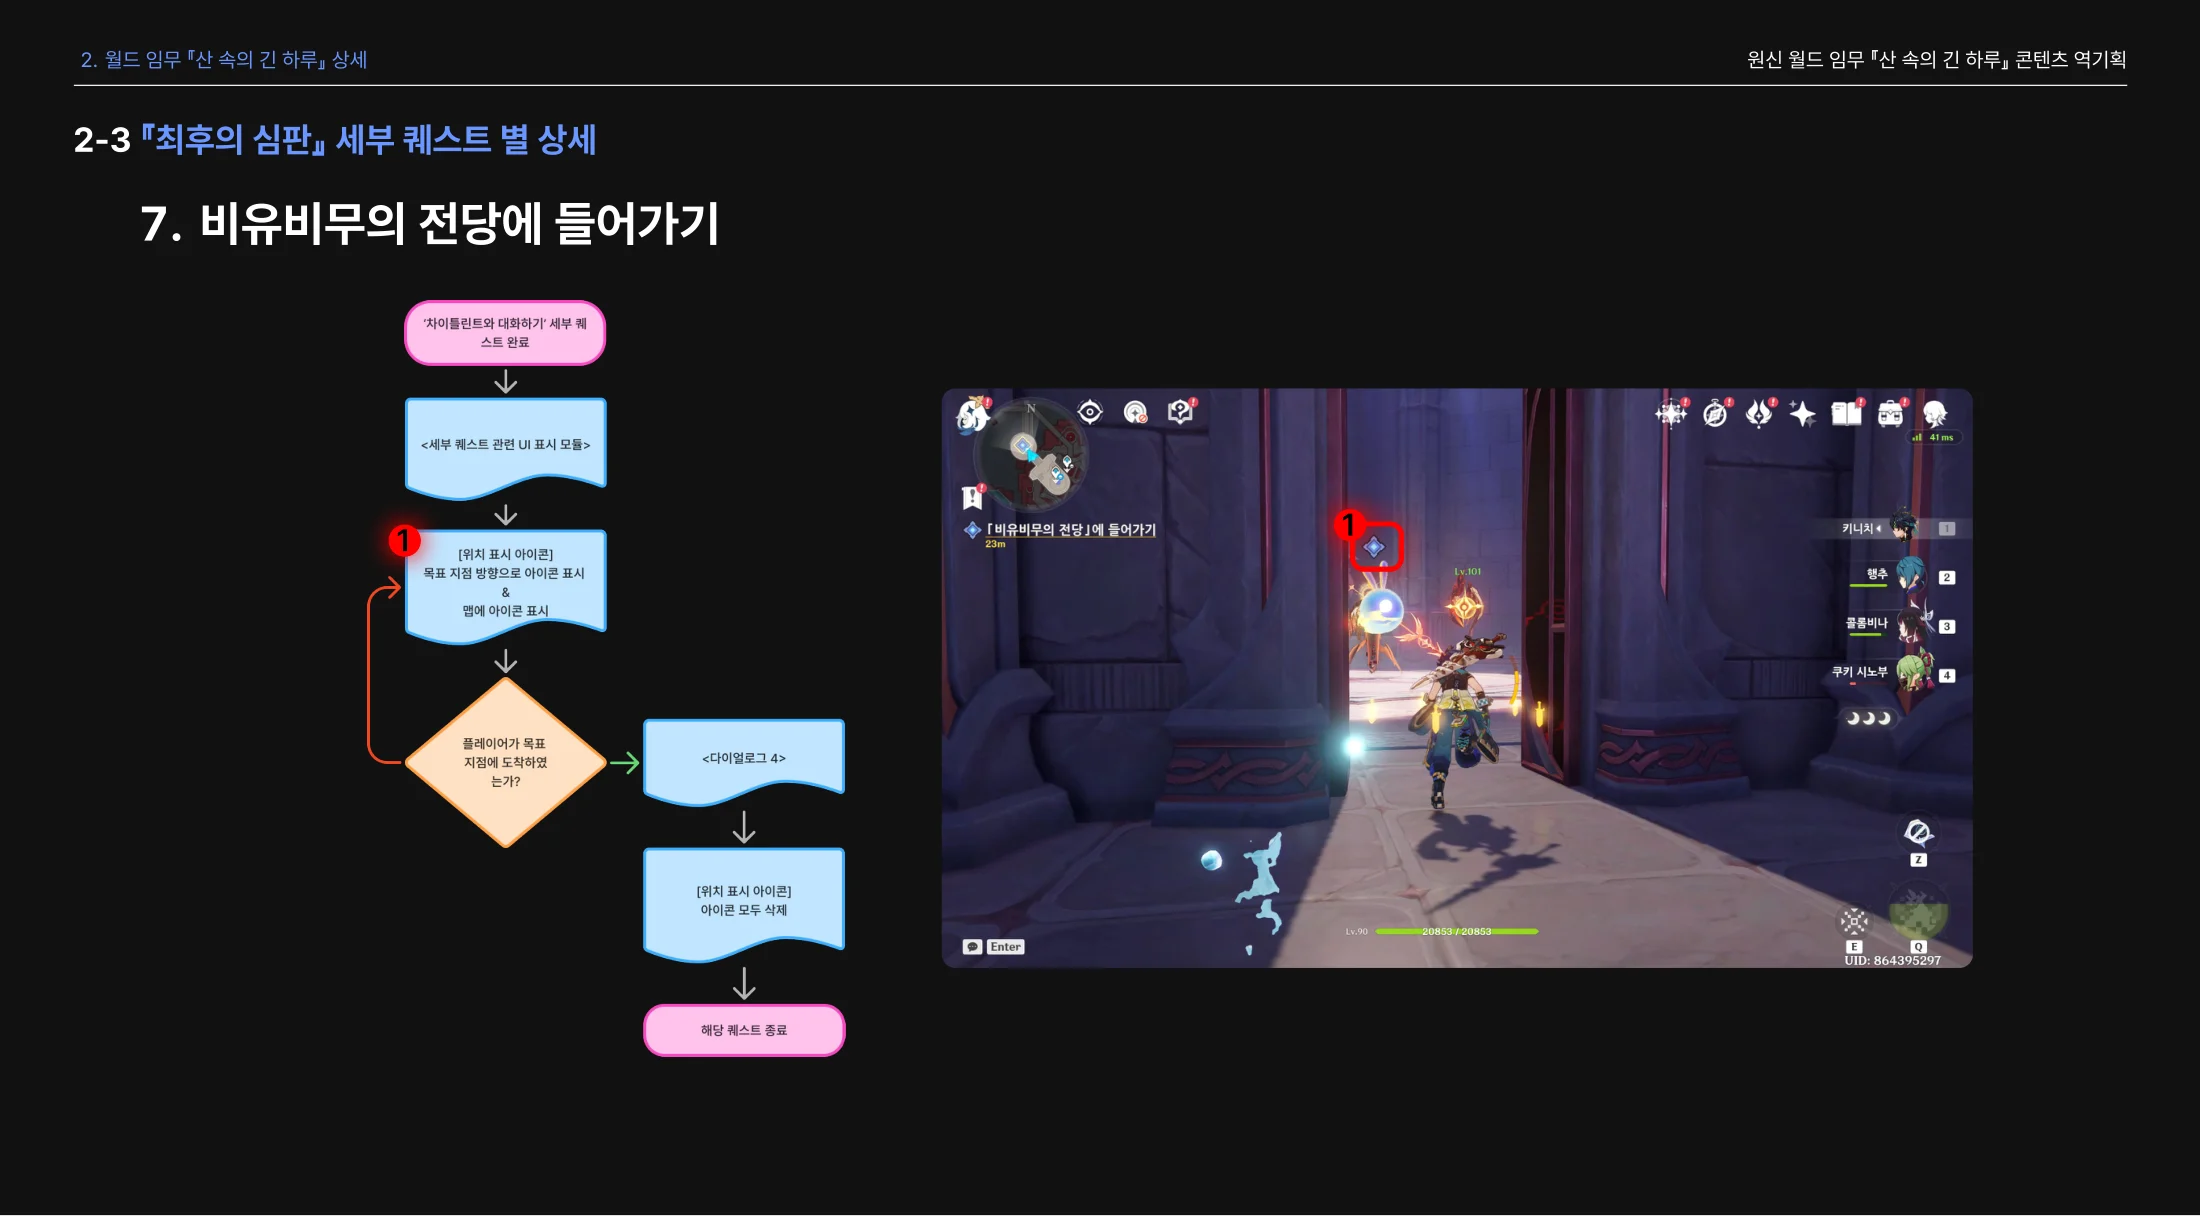 2. 월드 임무 『산 속의 긴 하루』 상세
원신 월드 임무 『산 속의 긴 하루』 콘텐츠 역기획
2-3 『최후의 심판』 세부 퀘스트 별 상세
7. 비유비무의 전당에 들어가기
'차이틀린트와 대화하기' 세부 퀘
스트 완료
<세부 퀘스트 관련 UI 표시 모듈>
1
[위치 표시 아이콘]
목표 지점 방향으로 아이콘 표시
&
맵에 아이콘 표시
플레이어가 목표
지점에 도착하였
는가?
<다이얼로그 4>
[위치 표시 아이콘]
아이콘 모두 삭제
해당 퀘스트 종료
N
41 ms
「비유비무의 전당」에 들어가기
23m
1
Lv.101
키니치
1
행추
2
콜롬비나
3
쿠키 시노부
4
Z
Lv.90
20853 / 20853
E
Q
Enter
UID: 864395297